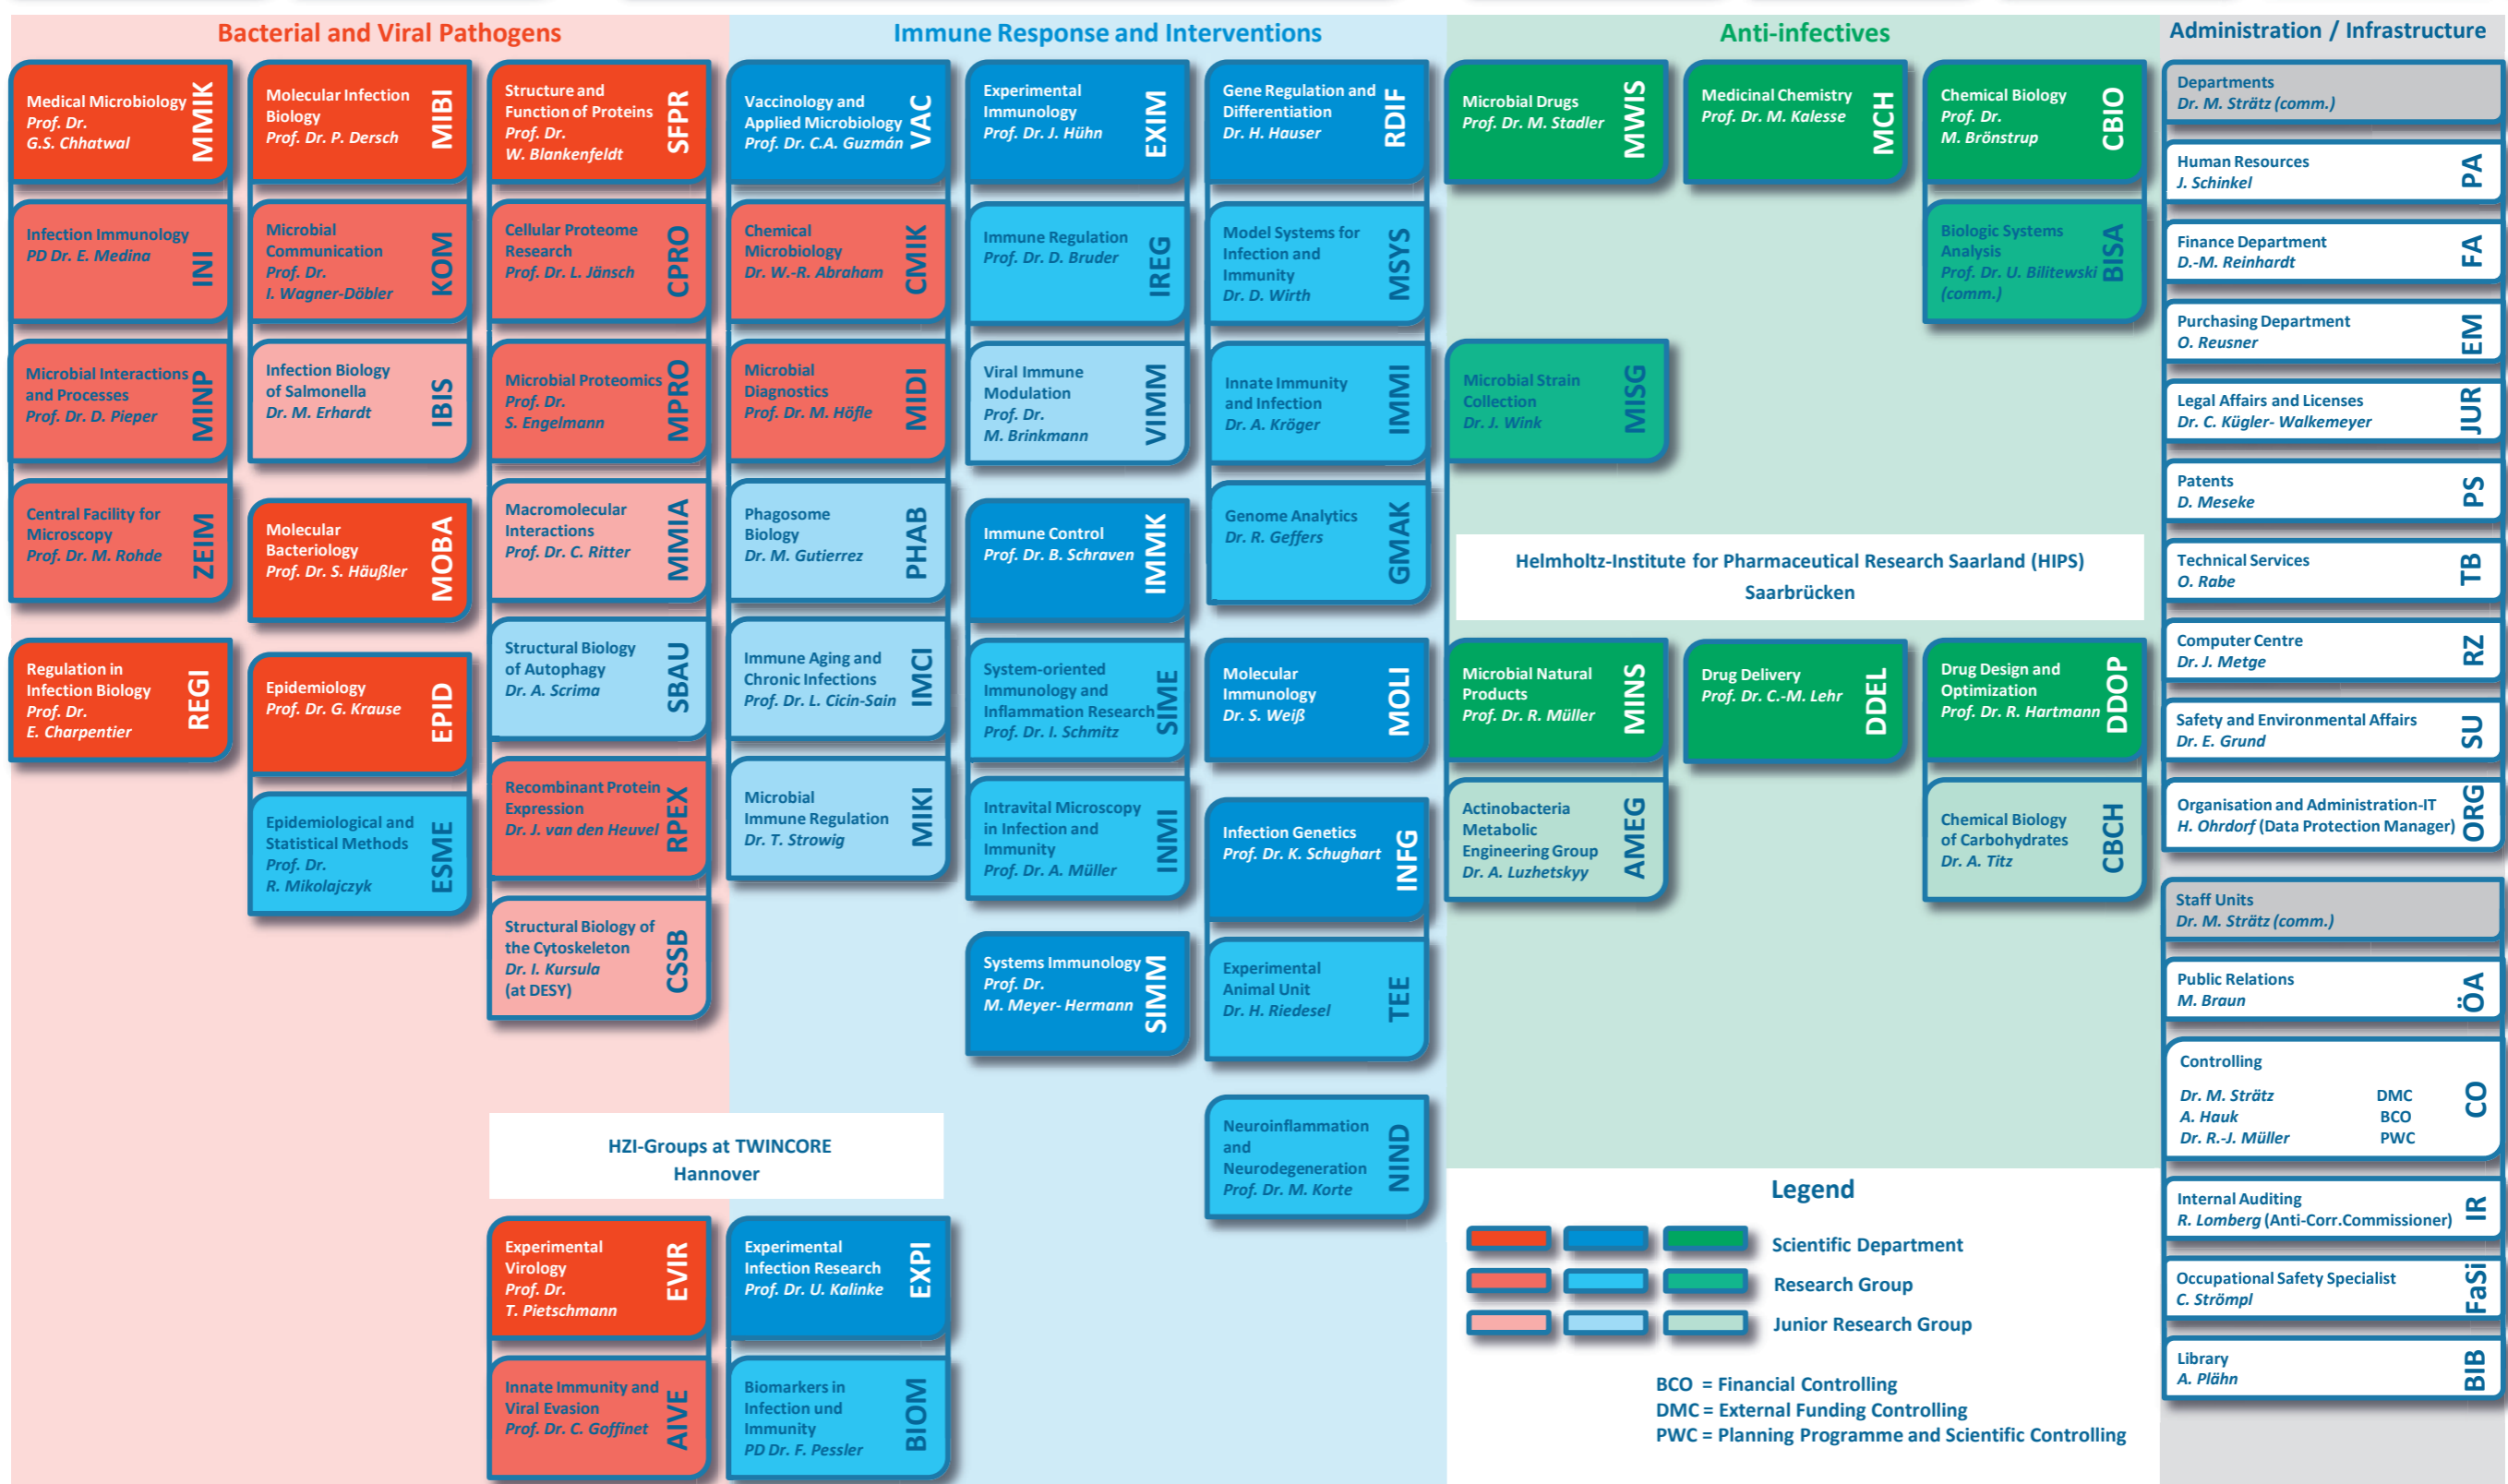 Bacterial and Viral Pathogens
Medical Microbiology
Prof. Dr.
G.S. Chhatwal
MMIK
Infection Immunology
PD Dr. E. Medina
INI
Microbial Interactions
and Processes
Prof. Dr. D. Pieper
MINP
Central Facility for
Microscopy
Prof. Dr. M. Rohde
ZEIM
Regulation in
Infection Biology
Prof. Dr.
E. Charpentier
REGI
Molecular Infection
Biology
Prof. Dr. P. Dersch
MIBI
Microbial
Communication
Prof. Dr.
I. Wagner-Döbler
KOM
Infection Biology
of Salmonella
Dr. M. Erhardt
IBIS
Molecular
Bacteriology
Prof. Dr. S. Häußler
MOBA
Epidemiology
Prof. Dr. G. Krause
EPID
Epidemiological and
Statistical Methods
Prof. Dr.
R. Mikolajczyk
ESME
Structure and
Function of Proteins
Prof. Dr.
W. Blankenfeldt
SFPR
Cellular Proteome
Research
Prof. Dr. L. Jänsch
CPRO
Microbial Proteomics
Prof. Dr.
S. Engelmann
MPRO
Macromolecular
Interactions
Prof. Dr. C. Ritter
MMIA
Structural Biology
of Autophagy
Dr. A. Scrima
SBAU
Recombinant Protein
Expression
Dr. J. van den Heuvel
RPEX
Structural Biology of
the Cytoskeleton
Dr. I. Kursula
(at DESY)
CSSB
Immune Response and Interventions
Vaccinology and
Applied Microbiology
Prof. Dr. C.A. Guzmán
VAC
Chemical
Microbiology
Dr. W.-R. Abraham
CMIK
Microbial
Diagnostics
Prof. Dr. M. Höfle
MIDI
Phagosome
Biology
Dr. M. Gutierrez
PHAB
Immune Aging and
Chronic Infections
Prof. Dr. L. Cicin-Sain
IMCI
Microbial
Immune Regulation
Dr. T. Strowig
MIKI
Experimental
Immunology
Prof. Dr. J. Hühn
EXIM
Immune Regulation
Prof. Dr. D. Bruder
IREG
Viral Immune
Modulation
Prof. Dr.
M. Brinkmann
VIMM
Immune Control
Prof. Dr. B. Schraven
IMMK
System-oriented
Immunology and
Inflammation Research
Prof. Dr. I. Schmitz
SIME
Intravital Microscopy
in Infection and
Immunity
Prof. Dr. A. Müller
INMI
Systems Immunology
Prof. Dr.
M. Meyer- Hermann
SIMM
Gene Regulation and
Differentiation
Dr. H. Hauser
RDIF
Model Systems for
Infection and
Immunity
Dr. D. Wirth
MSYS
Innate Immunity
and Infection
Dr. A. Kröger
IMMI
Genome Analytics
Dr. R. Geffers
GMAK
Molecular
Immunology
Dr. S. Weiß
MOLI
Infection Genetics
Prof. Dr. K. Schughart
INFG
Experimental
Animal Unit
Dr. H. Riedesel
TEE
Neuroinflammation
and
Neurodegeneration
Prof. Dr. M. Korte
NIND
HZI-Groups at TWINCORE
Hannover
Experimental
Virology
Prof. Dr.
T. Pietschmann
EVIR
Innate Immunity and
Viral Evasion
Prof. Dr. C. Goffinet
AIVE
Experimental
Infection Research
Prof. Dr. U. Kalinke
EXPI
Biomarkers in
Infection und
Immunity
PD Dr. F. Pessler
BIOM
Anti-infectives
Microbial Drugs
Prof. Dr. M. Stadler
MWIS
Medicinal Chemistry
Prof. Dr. M. Kalesse
MCH
Chemical Biology
Prof. Dr.
M. Brönstrup
CBIO
Biologic Systems
Analysis
Prof. Dr. U. Bilitewski
(comm.)
BISA
Microbial Strain
Collection
Dr. J. Wink
MISG
Helmholtz-Institute for Pharmaceutical Research Saarland (HIPS)
Saarbrücken
Microbial Natural
Products
Prof. Dr. R. Müller
MINS
Drug Delivery
Prof. Dr. C.-M. Lehr
DDEL
Drug Design and
Optimization
Prof. Dr. R. Hartmann
DDOP
Actinobacteria
Metabolic
Engineering Group
Dr. A. Luzhetskyy
AMEG
Chemical Biology
of Carbohydrates
Dr. A. Titz
CBCH
Legend
Scientific Department
Research Group
Junior Research Group
BCO = Financial Controlling
DMC = External Funding Controlling
PWC = Planning Programme and Scientific Controlling
Administration / Infrastructure
Departments
Dr. M. Strätz (comm.)
Human Resources
J. Schinkel
PA
Finance Department
D.-M. Reinhardt
FA
Purchasing Department
O. Reusner
EM
Legal Affairs and Licenses
Dr. C. Kügler- Walkemeyer
JUR
Patents
D. Meseke
PS
Technical Services
O. Rabe
TB
Computer Centre
Dr. J. Metge
RZ
Safety and Environmental Affairs
Dr. E. Grund
SU
Organisation and Administration-IT
H. Ohrdorf (Data Protection Manager)
ORG
Staff Units
Dr. M. Strätz (comm.)
Public Relations
M. Braun
ÖA
Controlling
Dr. M. Strätz DMC
A. Hauk BCO
Dr. R.-J. Müller PWC
CO
Internal Auditing
R. Lomberg (Anti-Corr.Commissioner)
IR
Occupational Safety Specialist
C. Strömpl
FaSi
Library
A. Plähn
BIB